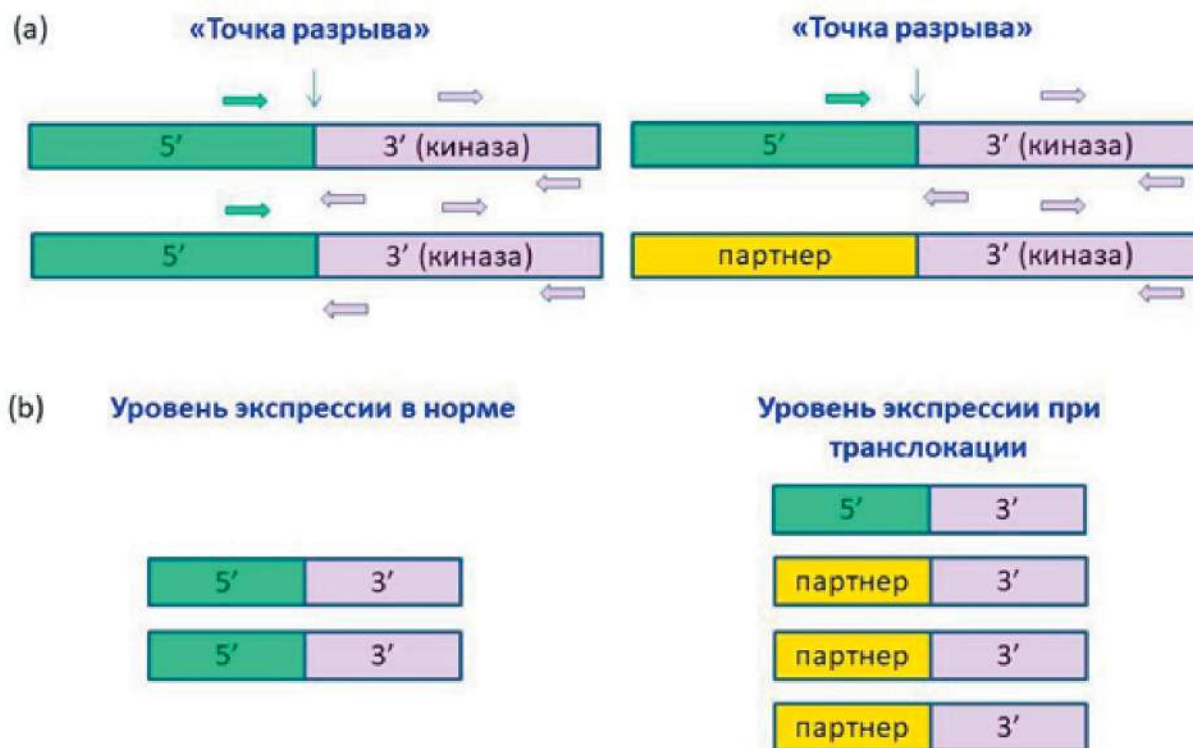 (a) «Точка разрыва» «Точка разрыва»
5′ 3′ (киназа) 5′ 3′ (киназа)
5′ 3′ (киназа) партнер 3′ (киназа)
(b) Уровень экспрессии в норме Уровень экспрессии при
транслокации
5′ 3′
5′ 3′ партнер 3′
5′ 3′ партнер 3′
партнер 3′